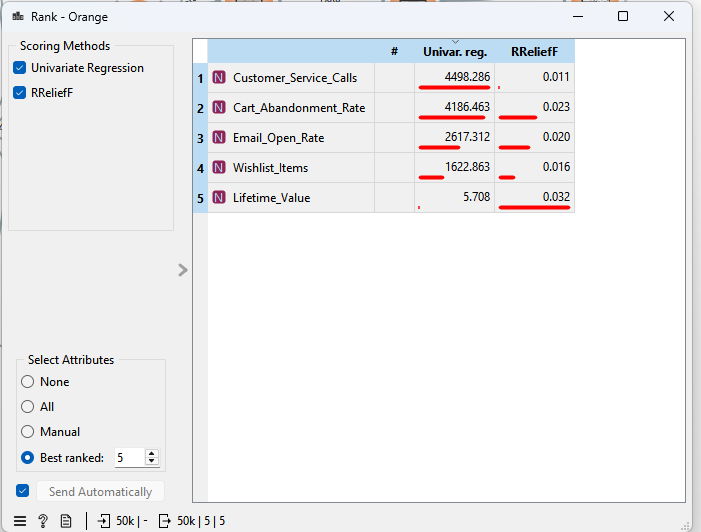 Rank - Orange
Scoring Methods
Univariate Regression
RReliefF
# Univar. reg. RReliefF
1 N Customer_Service_Calls 4498.286 0.011
2 N Cart_Abandonment_Rate 4186.463 0.023
3 N Email_Open_Rate 2617.312 0.020
4 N Wishlist_Items 1622.863 0.016
5 N Lifetime_Value 5.708 0.032
Select Attributes
None
All
Manual
Best ranked: 5
Send Automatically
? 50k | - 50k | 5 | 5